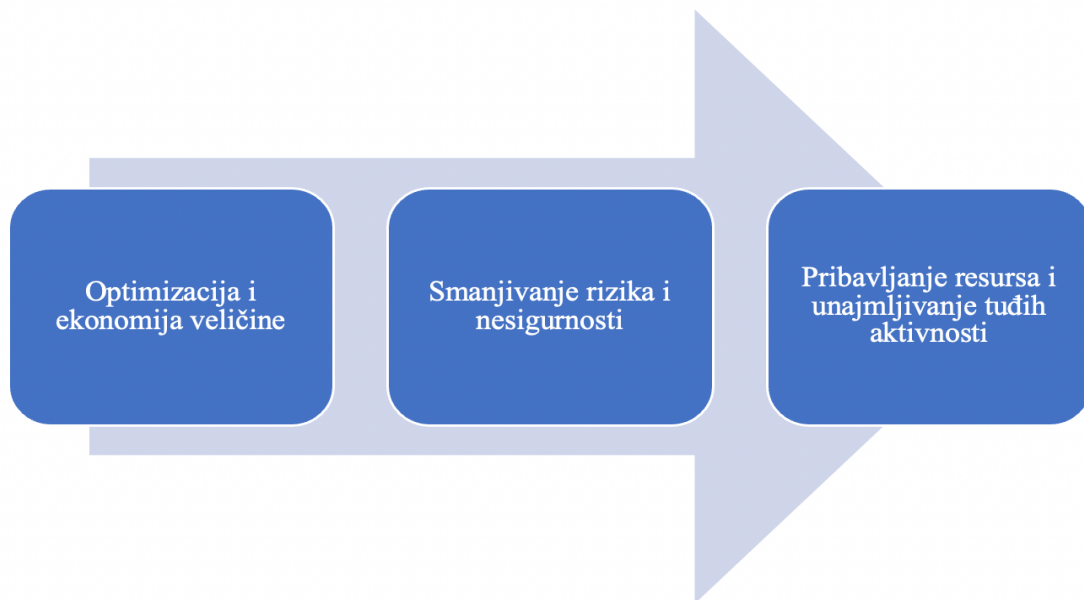 Optimizacija i
ekonomija veličine
Smanjivanje rizika i
nesigurnosti
Pribavljanje resursa i
unajmljivanje tuđih
aktivnosti